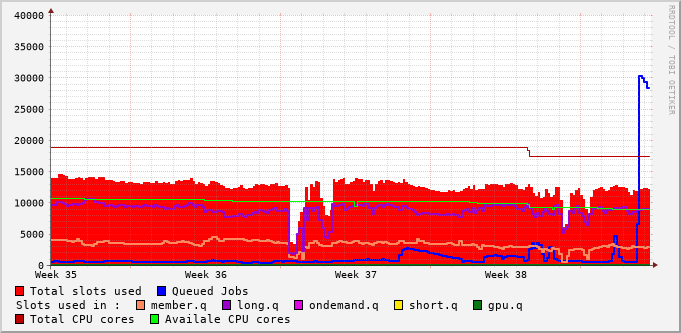 40000
35000
30000
25000
20000
15000
10000
5000
0
Week 35 Week 36 Week 37 Week 38
Total slots used Queued Jobs
Slots used in : member.q long.q ondemand.q short.q gpu.q
Total CPU cores Availale CPU cores
RRDTOOL / TOBI OETIKER